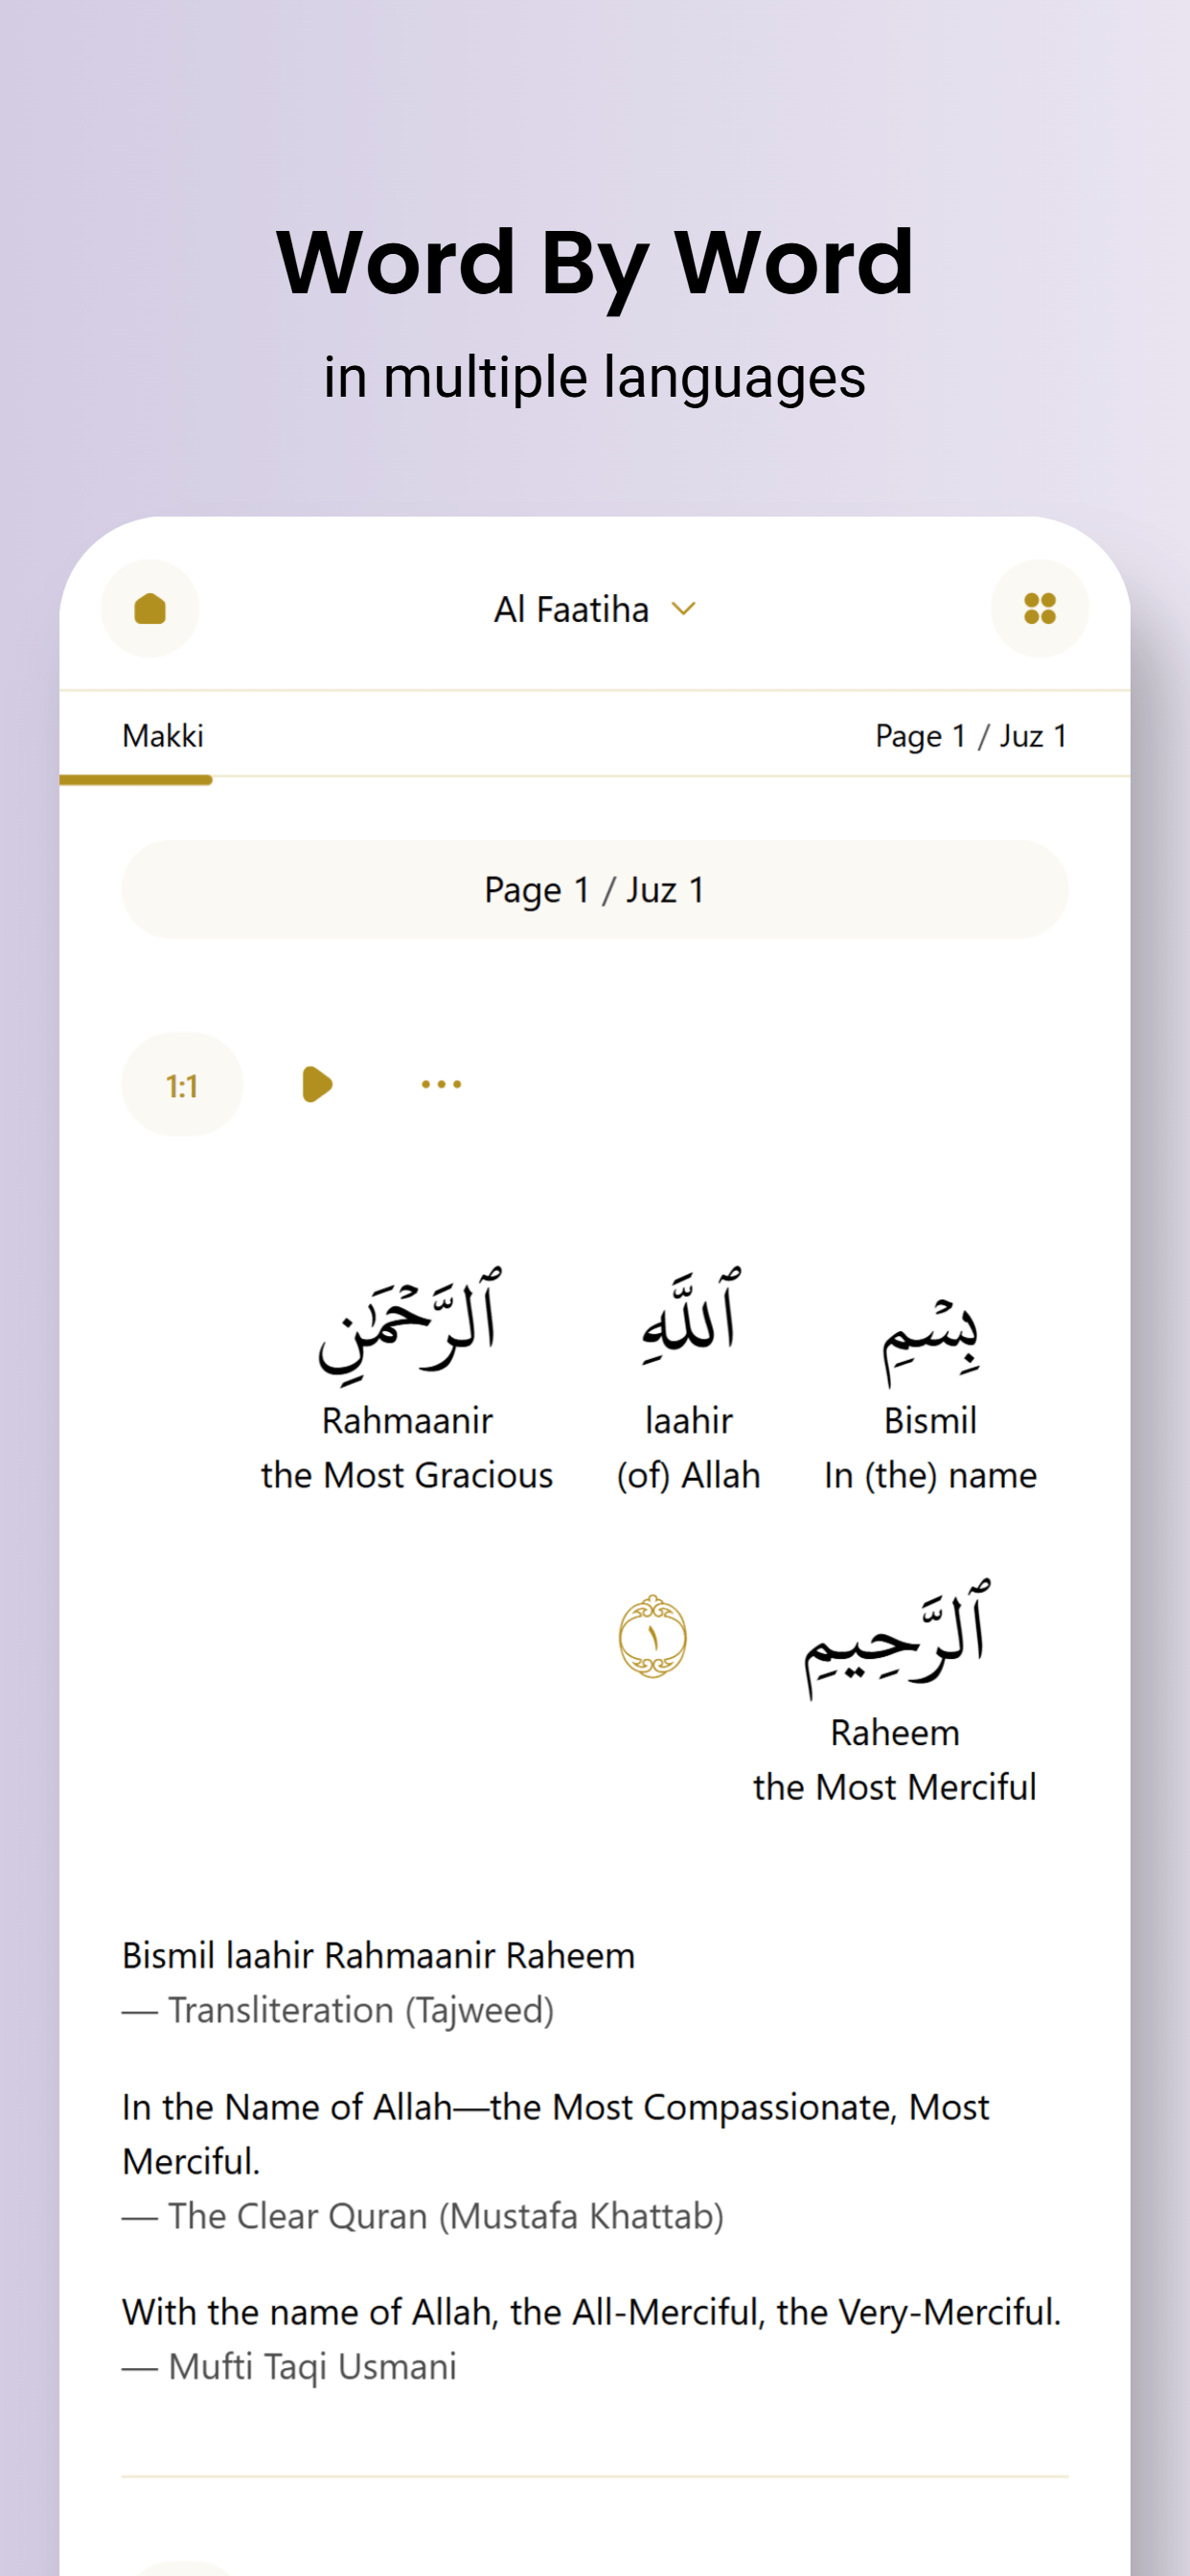 Word By Word
in multiple languages
Al Faatiha
Makki
Page 1 / Juz 1
Page 1 / Juz 1
1:1
بِسْمِ ٱللَّهِ ٱلرَّحْمَٰنِ
Bismil laahir Rahmaanir
In (the) name (of) Allah the Most Gracious
ٱلرَّحِيمِ ١
Raheem
the Most Merciful
Bismil laahir Rahmaanir Raheem
— Transliteration (Tajweed)
In the Name of Allah—the Most Compassionate, Most
Merciful.
— The Clear Quran (Mustafa Khattab)
With the name of Allah, the All-Merciful, the Very-Merciful.
— Mufti Taqi Usmani